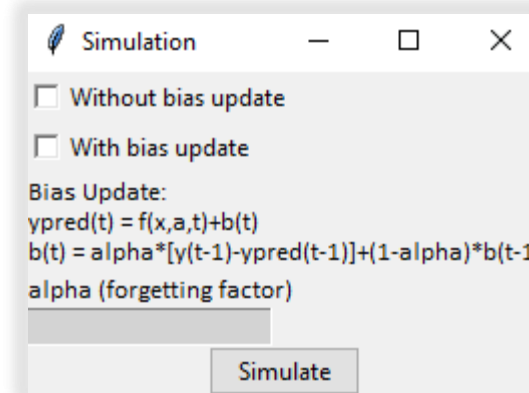 Simulation
Without bias update
With bias update
Bias Update:
ypred(t) = f(x,a,t)+b(t)
b(t) = alpha*[y(t-1)-ypred(t-1)]+(1-alpha)*b(t-1
alpha (forgetting factor)
Simulate